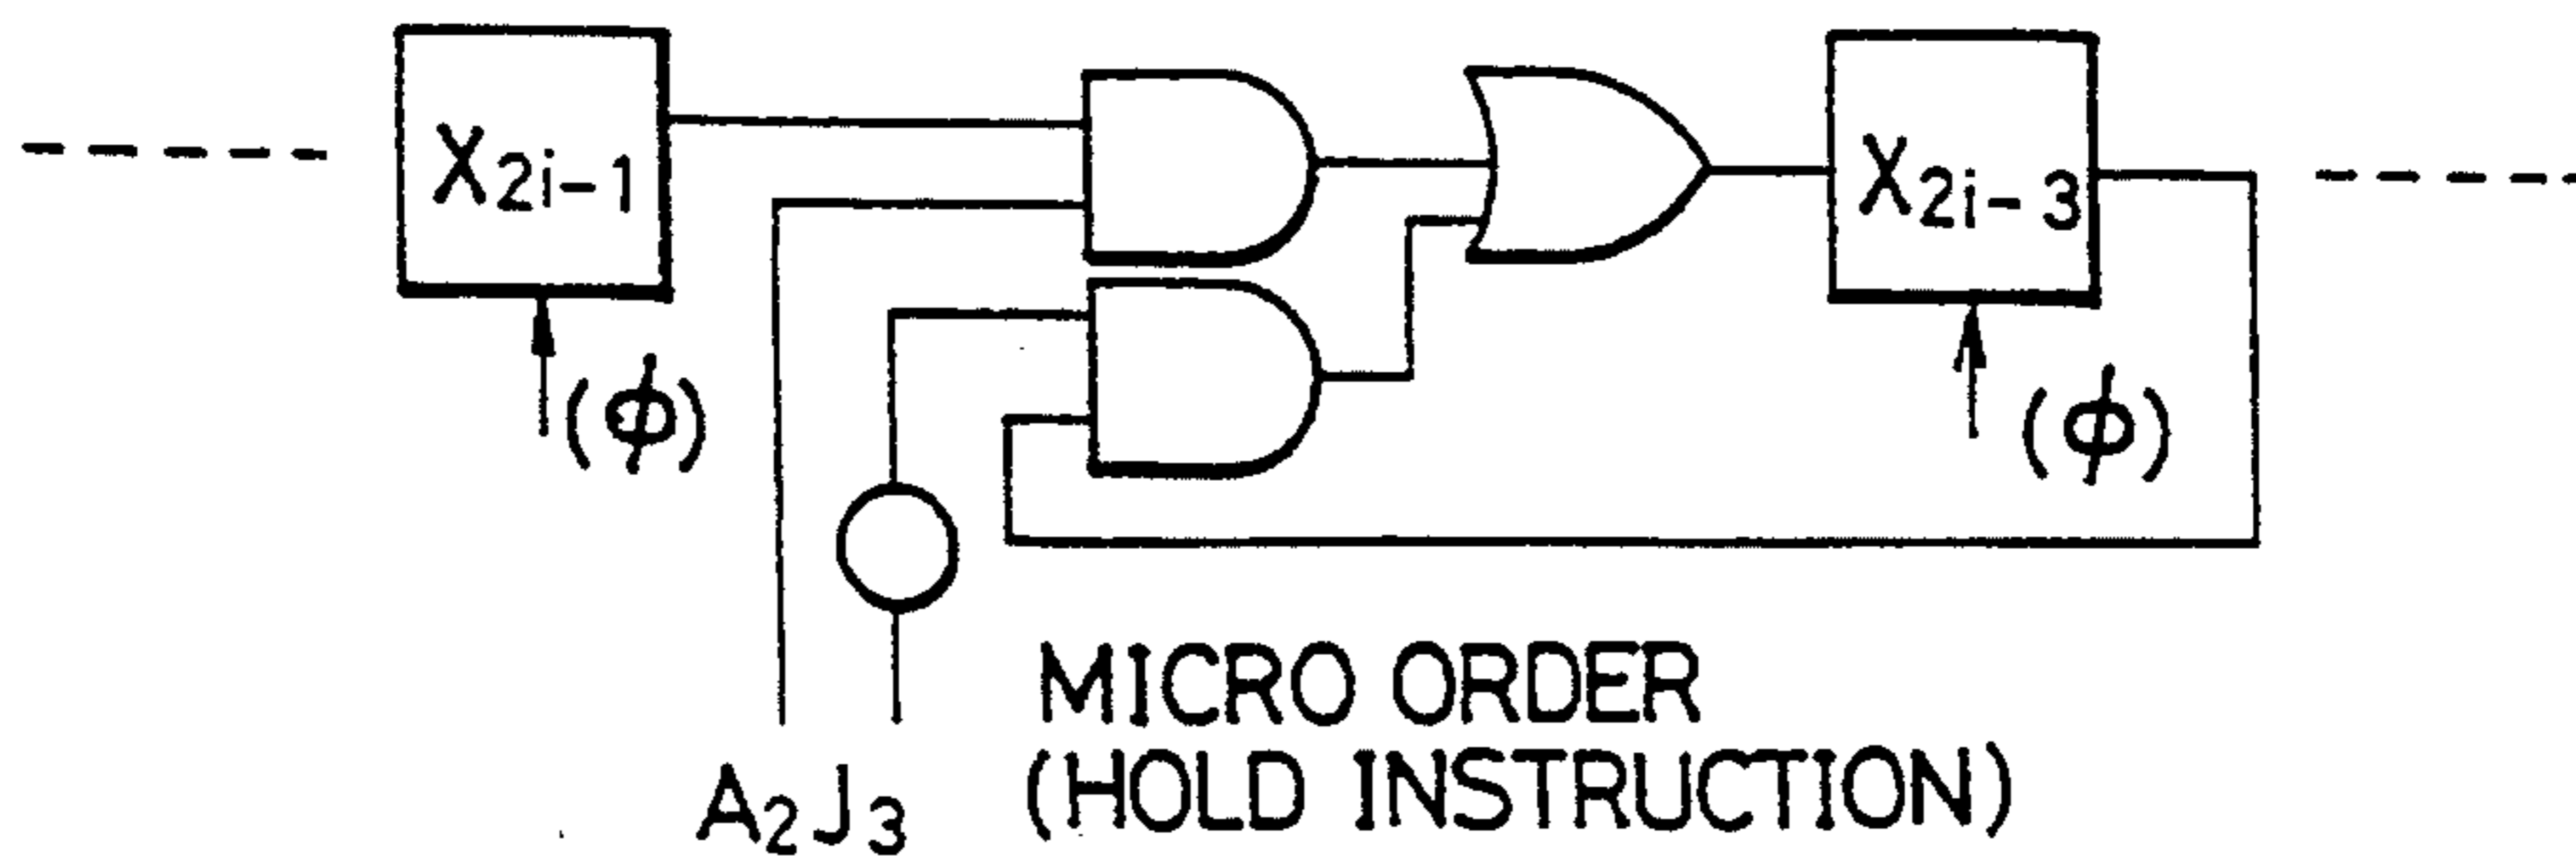 X2i-1
X2i-3
(ϕ)
(ϕ)
MICRO ORDER
(HOLD INSTRUCTION)
A2J3